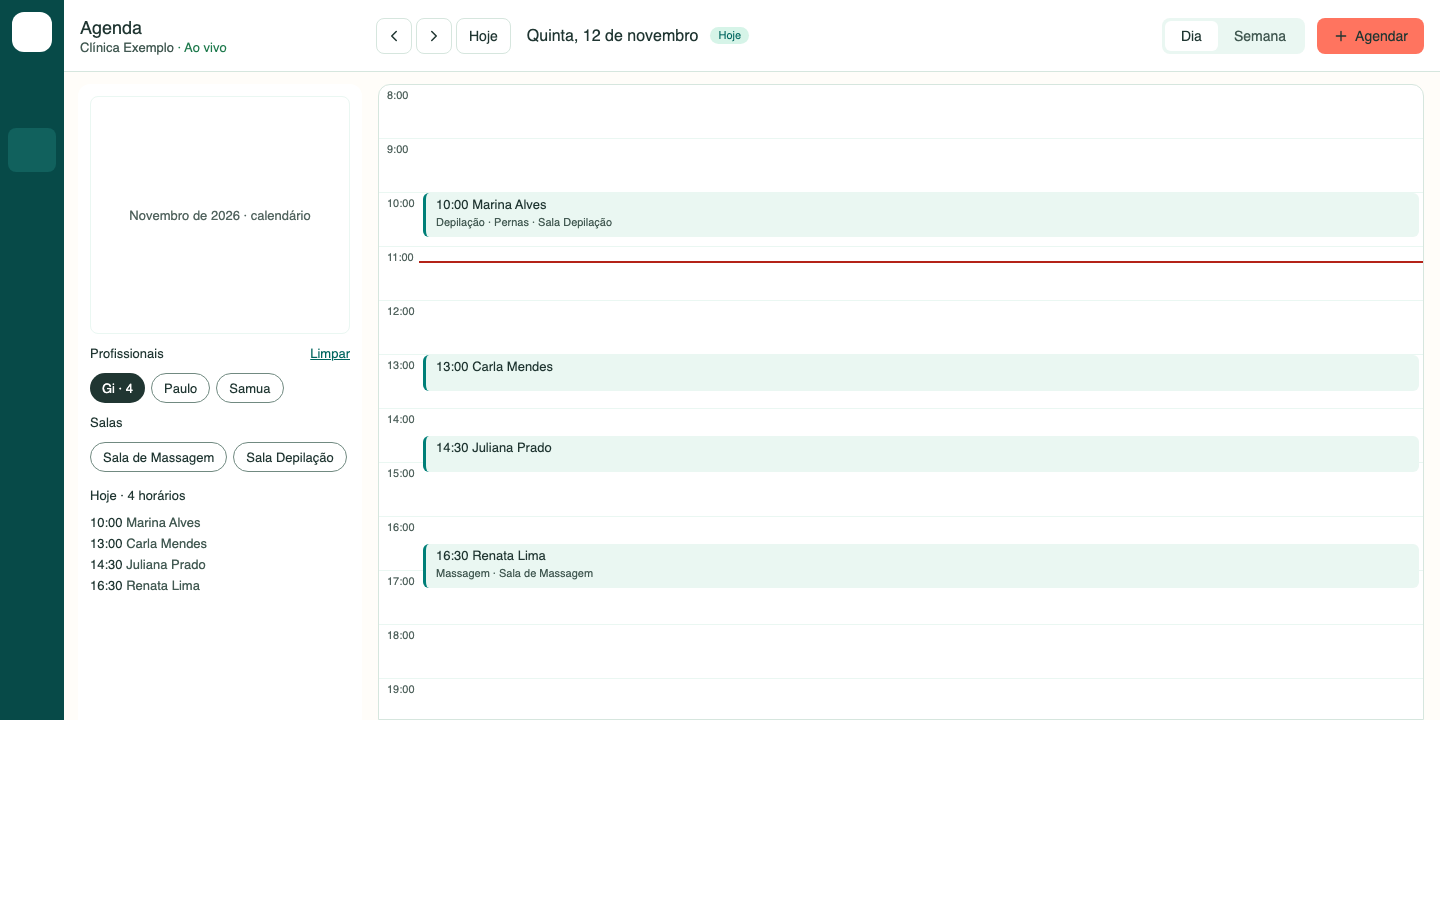 Agenda
Clínica Exemplo · Ao vivo
Hoje
Quinta, 12 de novembro
Hoje
Dia
Semana
+ Agendar
Novembro de 2026 · calendário
Profissionais
Limpar
Gi · 4
Paulo
Samua
Salas
Sala de Massagem
Sala Depilação
Hoje · 4 horários
10:00 Marina Alves
13:00 Carla Mendes
14:30 Juliana Prado
16:30 Renata Lima
8:00
9:00
10:00
10:00 Marina Alves
Depilação · Pernas · Sala Depilação
11:00
12:00
13:00
13:00 Carla Mendes
14:00
14:30 Juliana Prado
15:00
16:00
16:30 Renata Lima
Massagem · Sala de Massagem
17:00
18:00
19:00